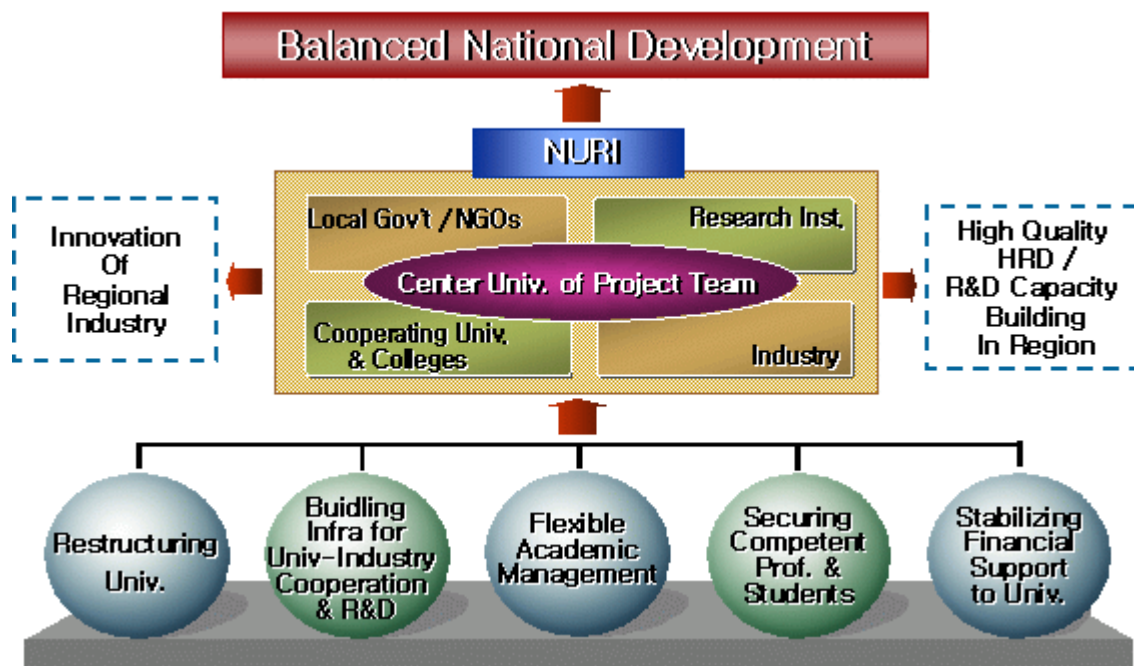 Balanced National Development
NURI
Local Gov't / NGOs
Research Inst.
Center Univ. of Project Team
Cooperating Univ.
& Colleges
Industry
Innovation
Of
Regional
Industry
High Quality
HRD /
R&D Capacity
Building
In Region
Restructuring
Univ.
Buidling
Infra for
Univ-Industry
Cooperation
& R&D
Flexible
Academic
Management
Securing
Competent
Prof. &
Students
Stabilizing
Financial
Support
to Univ.